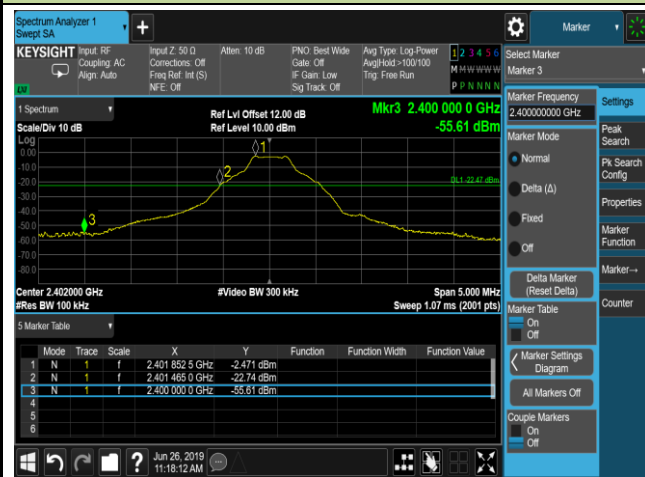 Spectrum Analyzer 1
Swept SA
+
Marker
KEYSIGHT
Input: RF
Coupling: AC
Align: Auto
Input Z: 50 Ω
Corrections: Off
Freq Ref: Int (S)
NFE: Off
Atten: 10 dB
PNO: Best Wide
Gate: Off
IF Gain: Low
Sig Track: Off
Avg Type: Log-Power
Avg|Hold:>100/100
Trig: Free Run
1 2 3 4 5 6
M M W W W W
P P N N N N
LXI
Select Marker
Marker 3
1 Spectrum
Scale/Div 10 dB
Ref Lvl Offset 12.00 dB
Ref Level 10.00 dBm
Mkr3 2.400 000 0 GHz
-55.61 dBm
Log
0.00
-10.0
-20.0
-30.0
-40.0
-50.0
-60.0
-70.0
-80.0
1
2
3
DL1 -22.47 dBm
Center 2.402000 GHz
#Res BW 100 kHz
#Video BW 300 kHz
Span 5.000 MHz
Sweep 1.07 ms (2001 pts)
5 Marker Table
Mode Trace Scale X Y Function Function Width Function Value
1 N 1 f 2.401 852 5 GHz -2.471 dBm
2 N 1 f 2.401 465 0 GHz -22.74 dBm
3 N 1 f 2.400 000 0 GHz -55.61 dBm
4
5
6
Marker Frequency
2.40000000 GHz
Marker Mode
Normal
Delta (Δ)
Fixed
Off
Delta Marker
(Reset Delta)
Marker Table
On
Off
Marker Settings
Diagram
All Markers Off
Couple Markers
On
Off
Settings
Peak
Search
Pk Search
Config
Properties
Marker
Function
Marker→
Counter
?
Jun 26, 2019
11:18:12 AM